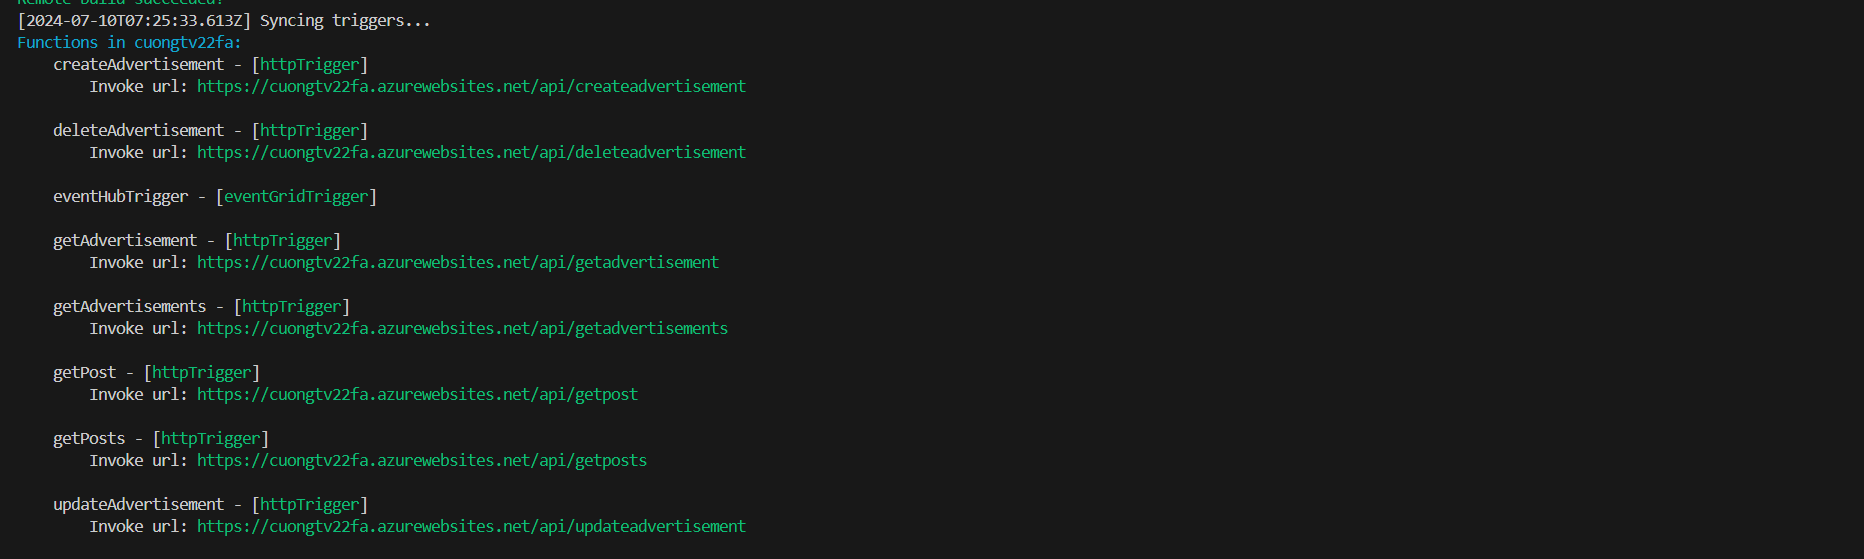 Remote build succeeded!
[2024-07-10T07:25:33.613Z] Syncing triggers...
Functions in cuongtv22fa:
createAdvertisement - [httpTrigger]
Invoke url: https://cuongtv22fa.azurewebsites.net/api/createadvertisement
deleteAdvertisement - [httpTrigger]
Invoke url: https://cuongtv22fa.azurewebsites.net/api/deleteadvertisement
eventHubTrigger - [eventGridTrigger]
getAdvertisement - [httpTrigger]
Invoke url: https://cuongtv22fa.azurewebsites.net/api/getadvertisement
getAdvertisements - [httpTrigger]
Invoke url: https://cuongtv22fa.azurewebsites.net/api/getadvertisements
getPost - [httpTrigger]
Invoke url: https://cuongtv22fa.azurewebsites.net/api/getpost
getPosts - [httpTrigger]
Invoke url: https://cuongtv22fa.azurewebsites.net/api/getposts
updateAdvertisement - [httpTrigger]
Invoke url: https://cuongtv22fa.azurewebsites.net/api/updateadvertisement